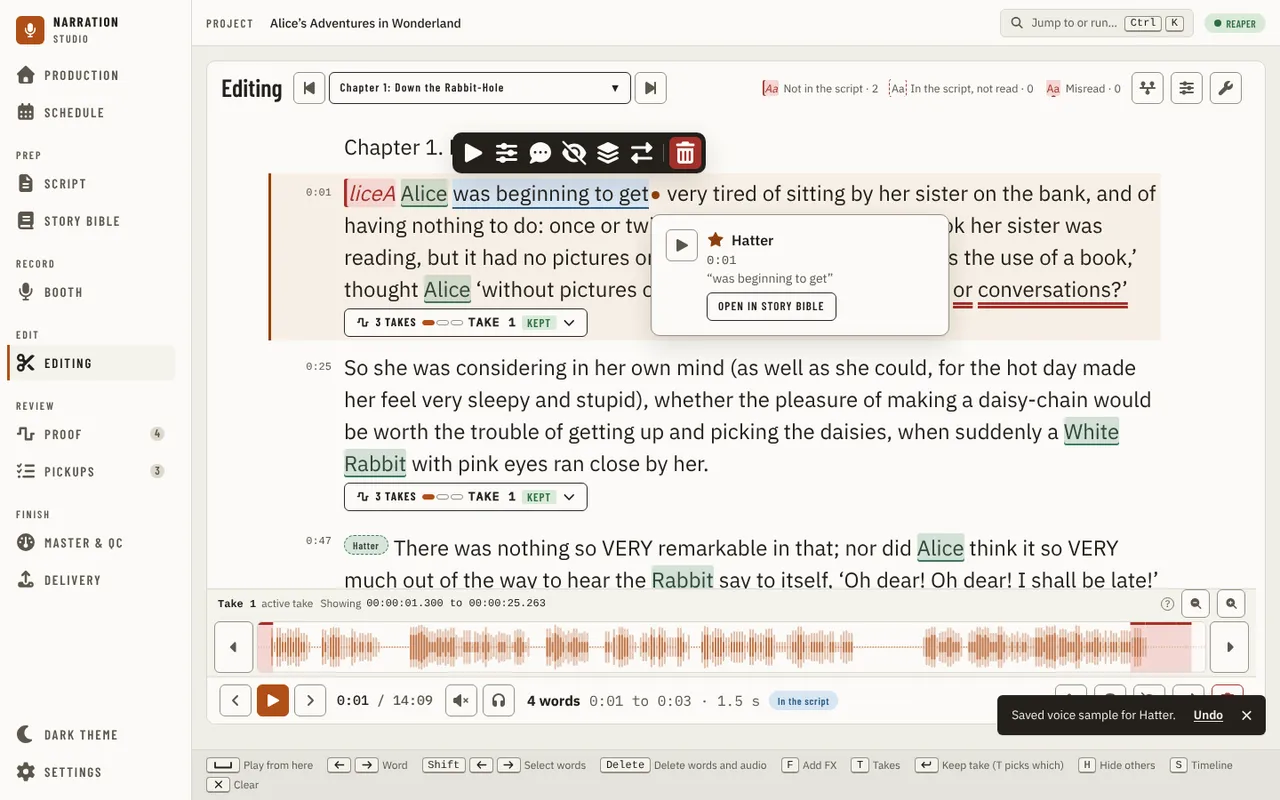 NARRATION
STUDIO
PRODUCTION
SCHEDULE
PREP
SCRIPT
STORY BIBLE
RECORD
BOOTH
EDIT
EDITING
REVIEW
PROOF 4
PICKUPS 3
FINISH
MASTER & QC
DELIVERY
DARK THEME
SETTINGS
PROJECT Alice’s Adventures in Wonderland
Jump to or run… Ctrl K
REAPER
Editing
Chapter 1: Down the Rabbit-Hole ▼
Aa Not in the script · 2 Aa In the script, not read · 0 Aa Misread · 0
Chapter 1.
0:01 liceA Alice was beginning to get very tired of sitting by her sister on the bank, and of
having nothing to do: once or her sister was
reading, but it had no pictures the use of a book,’
thought Alice ‘without pictures or conversations?’
Hatter
0:01
“was beginning to get”
OPEN IN STORY BIBLE
3 TAKES TAKE 1 KEPT
0:25 So she was considering in her own mind (as well as she could, for the hot day made
her feel very sleepy and stupid), whether the pleasure of making a daisy-chain would
be worth the trouble of getting up and picking the daisies, when suddenly a White
Rabbit with pink eyes ran close by her.
3 TAKES TAKE 1 KEPT
0:47 Hatter There was nothing so VERY remarkable in that; nor did Alice think it so VERY
much out of the way to hear the Rabbit say to itself, ‘Oh dear! Oh dear! I shall be late!’
Take 1 active take Showing 00:00:01.300 to 00:00:25.263 ?
0:01 / 14:09 4 words 0:01 to 0:03 · 1.5 s In the script
Saved voice sample for Hatter. Undo
Play from here ← → Word Shift ← → Select words Delete Delete words and audio F Add FX T Takes Keep take (T picks which) H Hide others S Timeline
Clear